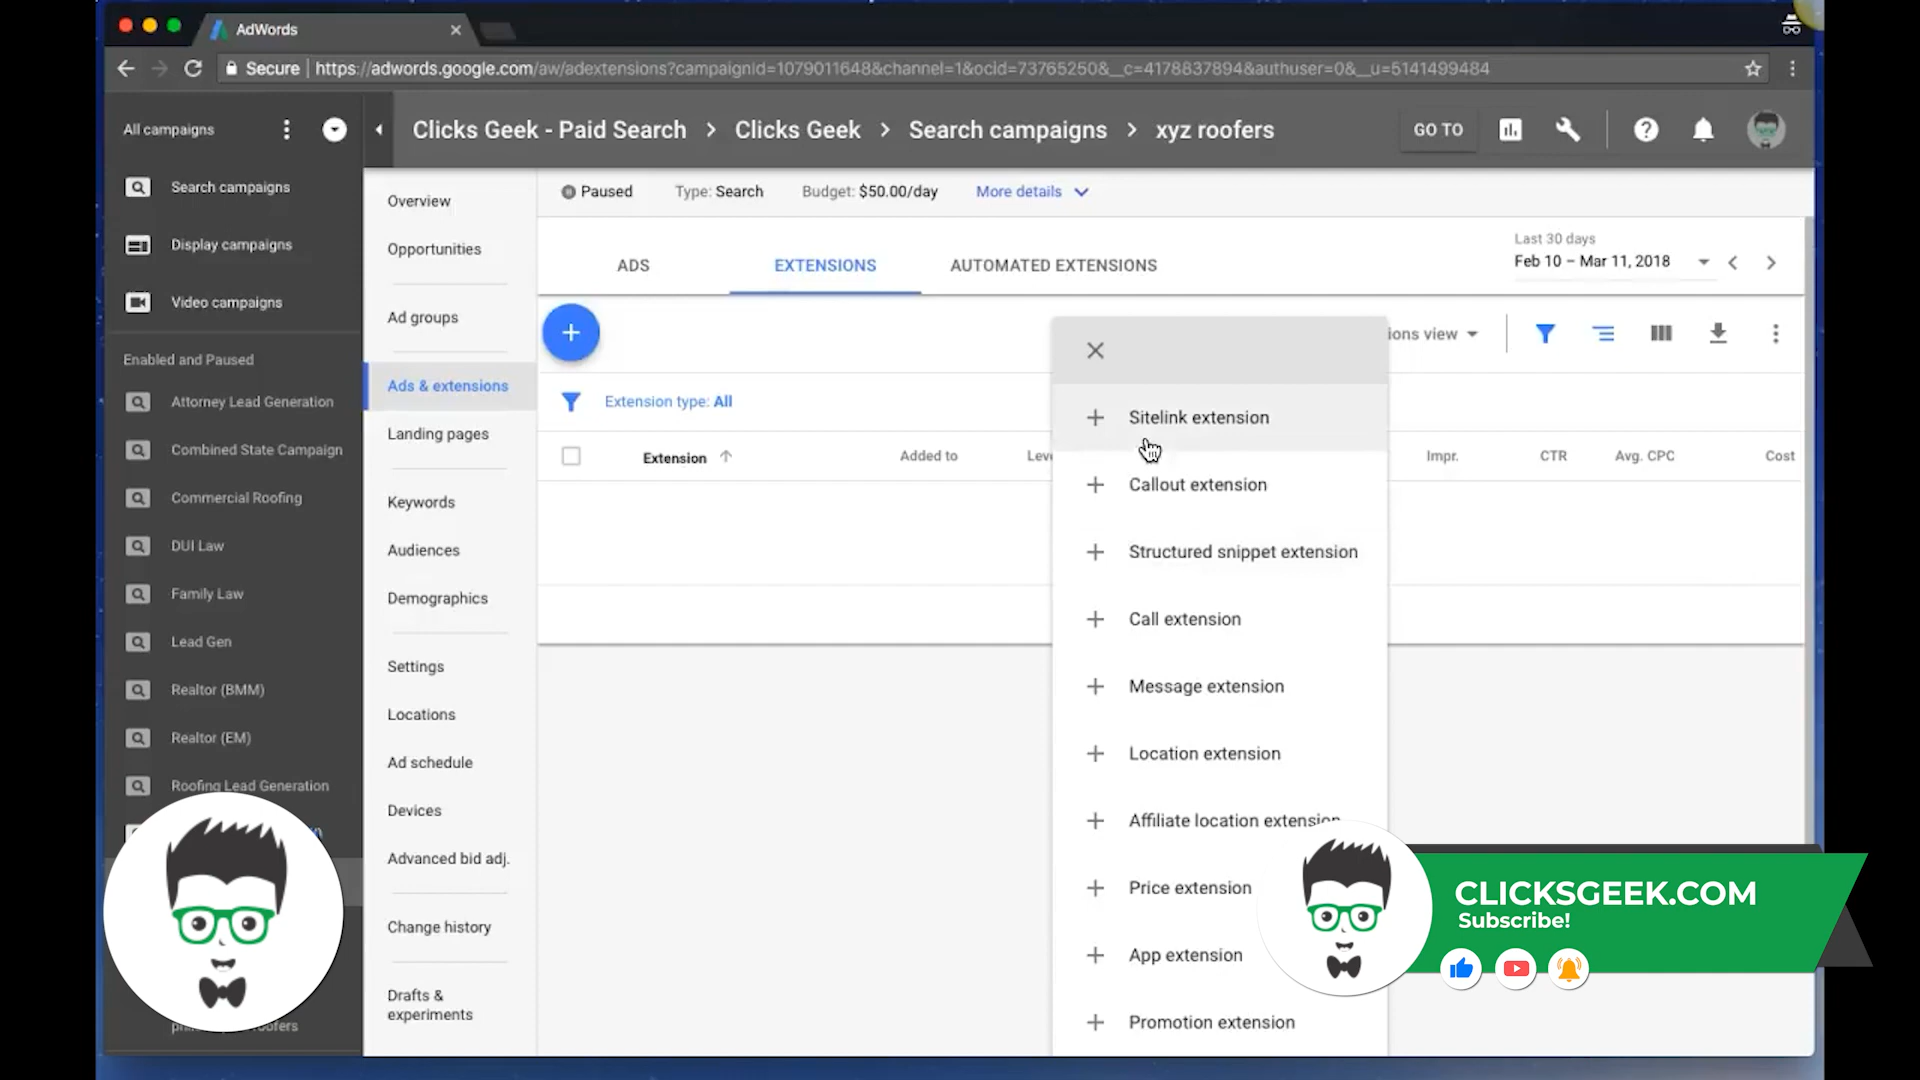 AdWords
Secure https://adwords.google.com/aw/adextensions?campaignid=1079011648&channel=1&ocid=73765250&__c=4178837894&authuser=0&__u=5141499484
All campaigns
Clicks Geek - Paid Search > Clicks Geek > Search campaigns > xyz roofers
GO TO
Search campaigns
Display campaigns
Video campaigns
Enabled and Paused
Attorney Lead Generation
Combined State Campaign
Commercial Roofing
DUI Law
Family Law
Lead Gen
Realtor (BMM)
Realtor (EM)
Roofing Lead Generation
Overview
Opportunities
Ad groups
Ads & extensions
Landing pages
Keywords
Audiences
Demographics
Settings
Locations
Ad schedule
Devices
Advanced bid adj.
Change history
Drafts &
experiments
Paused Type: Search Budget: $50.00/day More details
ADS EXTENSIONS AUTOMATED EXTENSIONS
Last 30 days
Feb 10 – Mar 11, 2018
ions view
Extension type: All
Extension Added to Leve Impr. CTR Avg. CPC Cost
Sitelink extension
Callout extension
Structured snippet extension
Call extension
Message extension
Location extension
Affiliate location extension
Price extension
App extension
Promotion extension
CLICKSGEEK.COM
Subscribe!